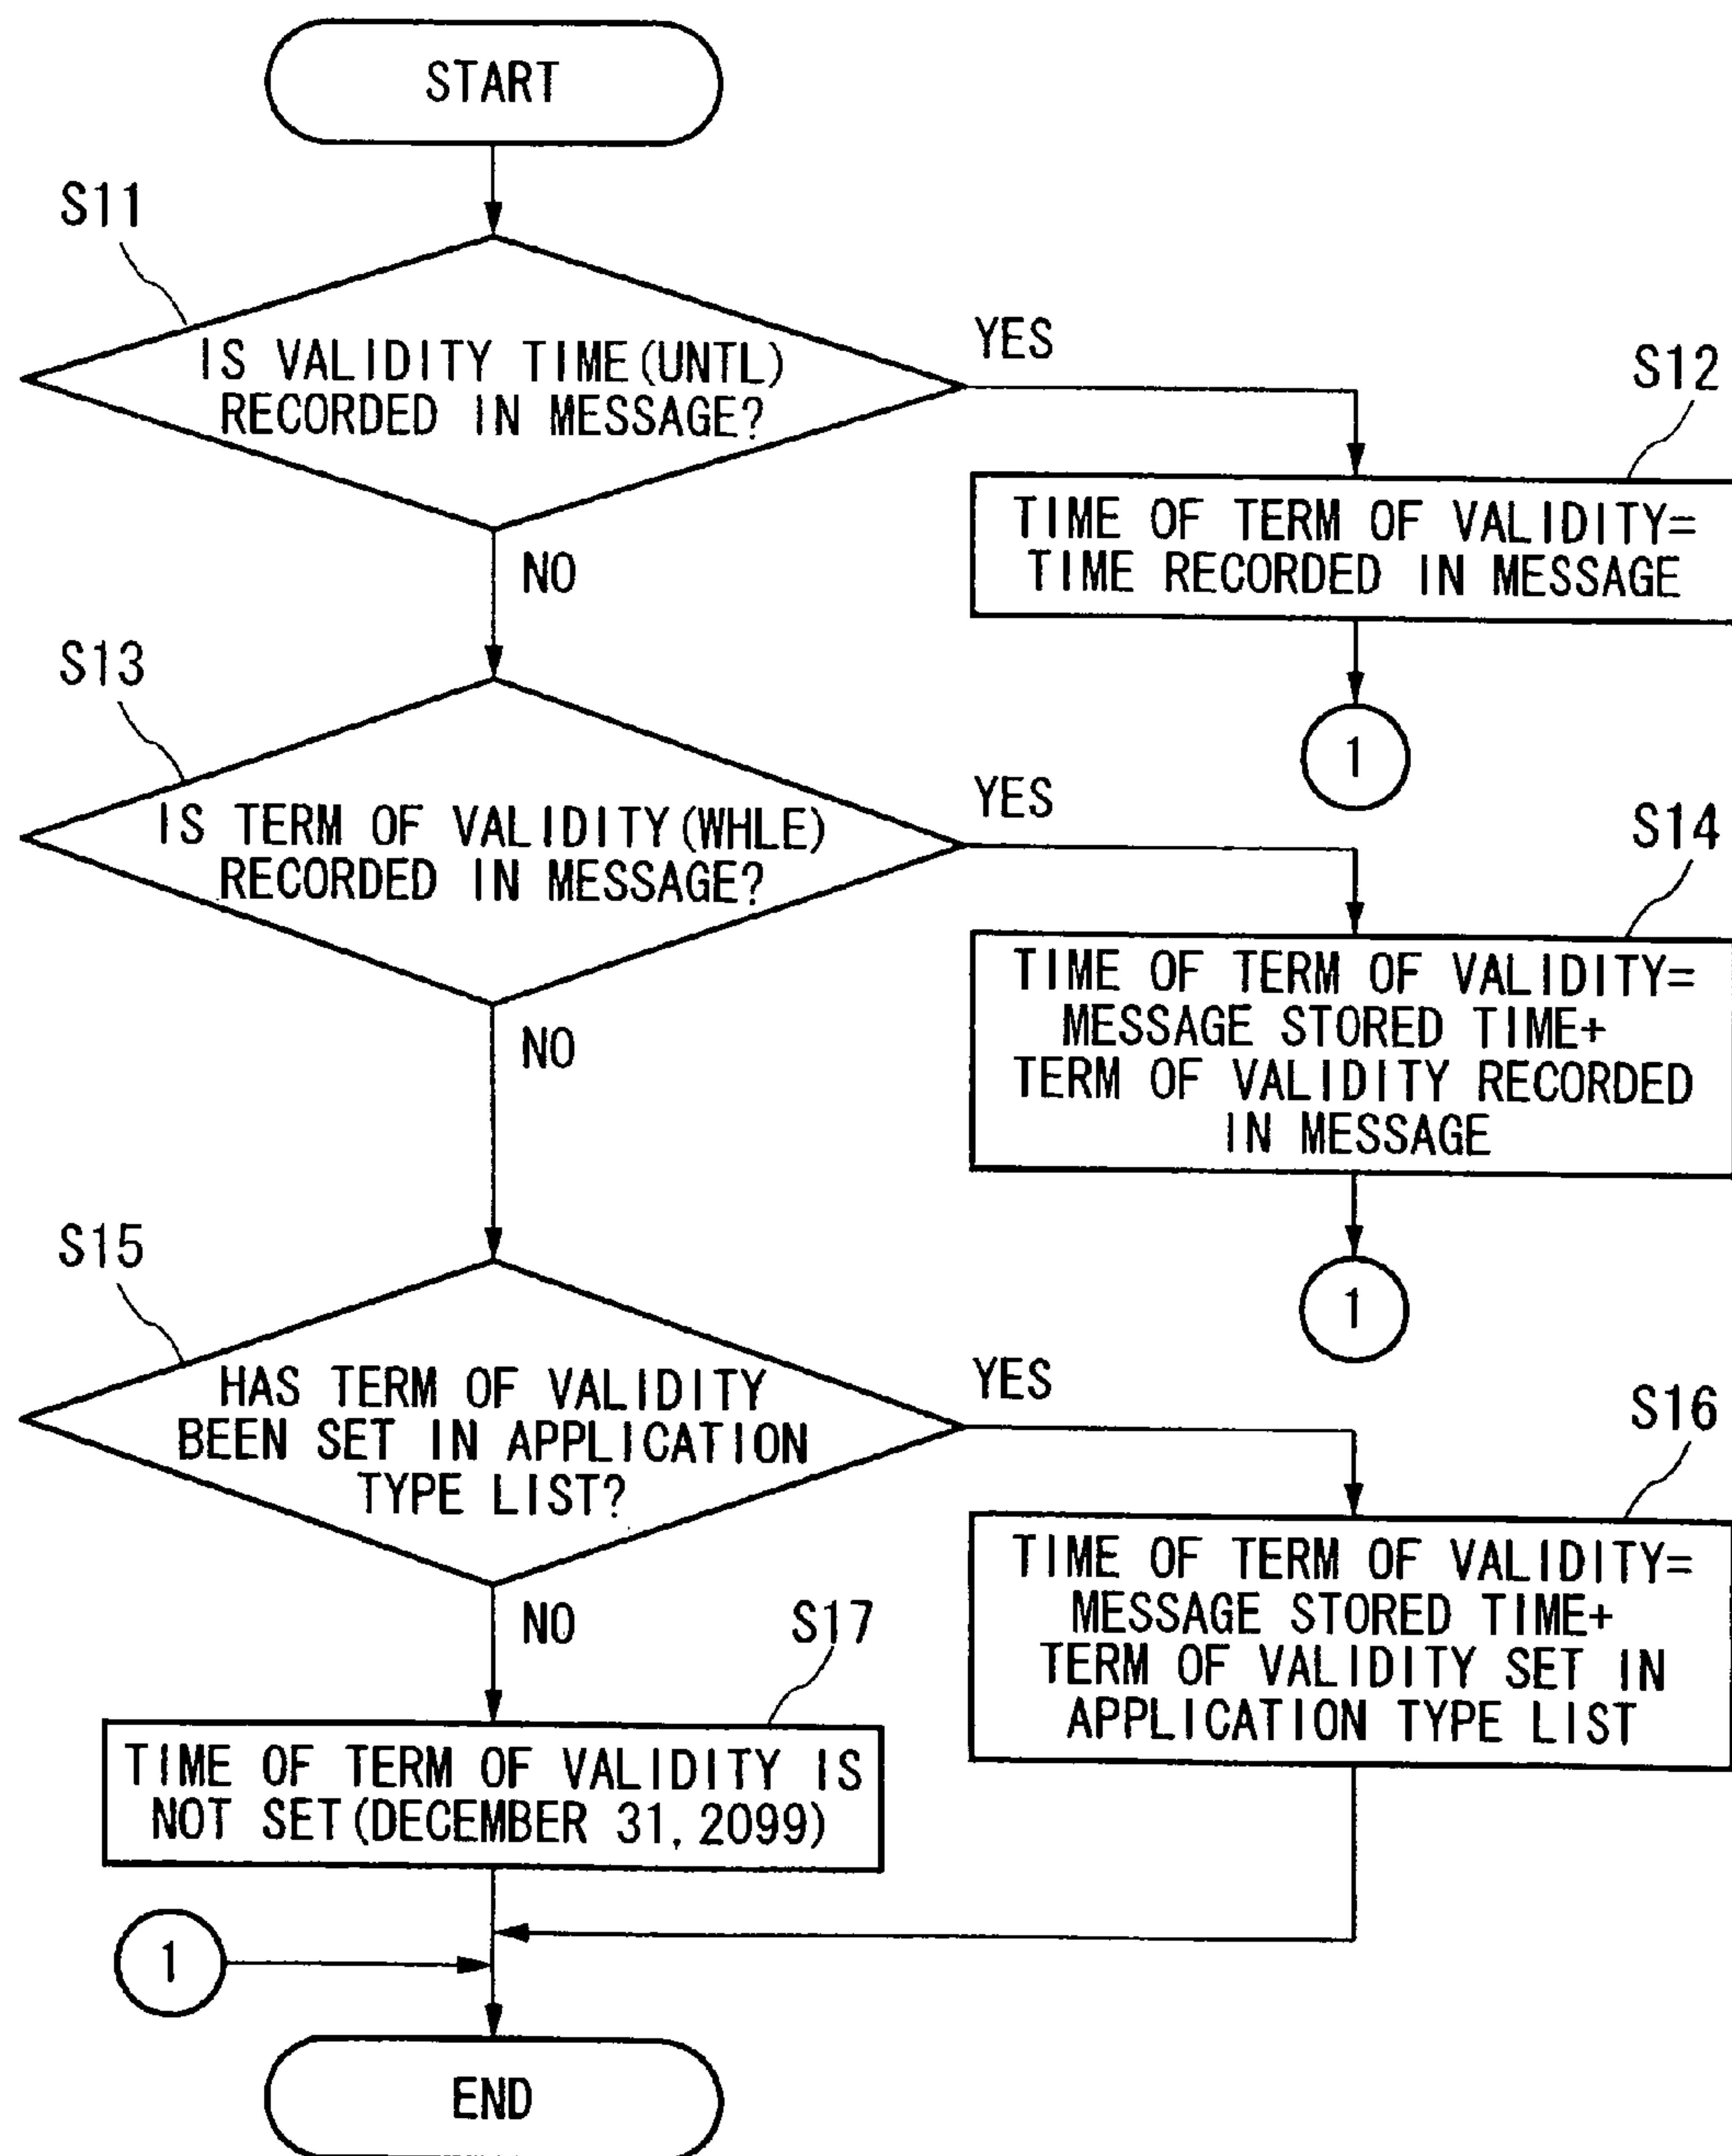 START
S11
IS VALIDITY TIME(UNTL)
RECORDED IN MESSAGE?
YES
S12
TIME OF TERM OF VALIDITY=
TIME RECORDED IN MESSAGE
NO
1
S13
IS TERM OF VALIDITY(WHLE)
RECORDED IN MESSAGE?
YES
S14
TIME OF TERM OF VALIDITY=
MESSAGE STORED TIME+
TERM OF VALIDITY RECORDED
IN MESSAGE
NO
1
S15
HAS TERM OF VALIDITY
BEEN SET IN APPLICATION
TYPE LIST?
YES
S16
TIME OF TERM OF VALIDITY=
MESSAGE STORED TIME+
TERM OF VALIDITY SET IN
APPLICATION TYPE LIST
NO
S17
TIME OF TERM OF VALIDITY IS
NOT SET(DECEMBER 31,2099)
1
END